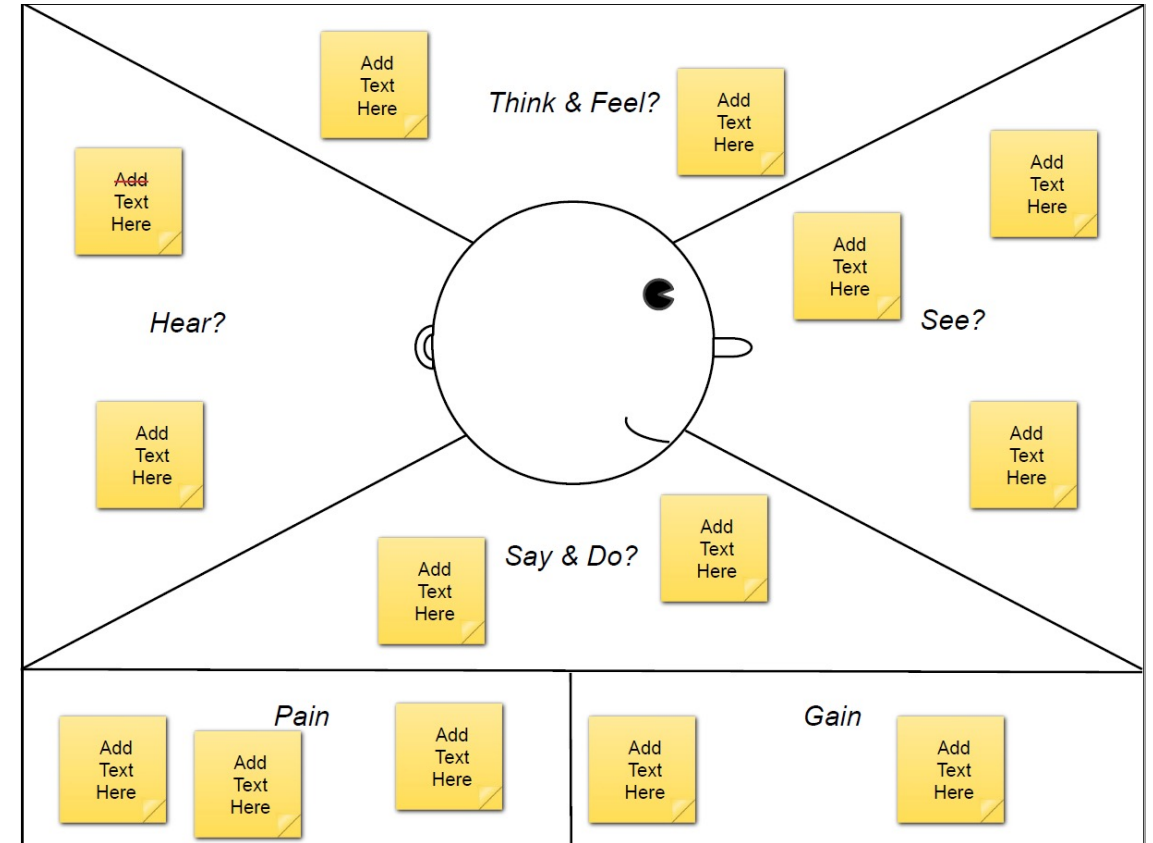 Add
Text
Here
Think & Feel?
Add
Text
Here
Add
Text
Here
Add
Text
Here
Add
Text
Here
Hear?
See?
Add
Text
Here
Add
Text
Here
Say & Do?
Add
Text
Here
Add
Text
Here
Pain
Add
Text
Here
Add
Text
Here
Add
Text
Here
Gain
Add
Text
Here
Add
Text
Here